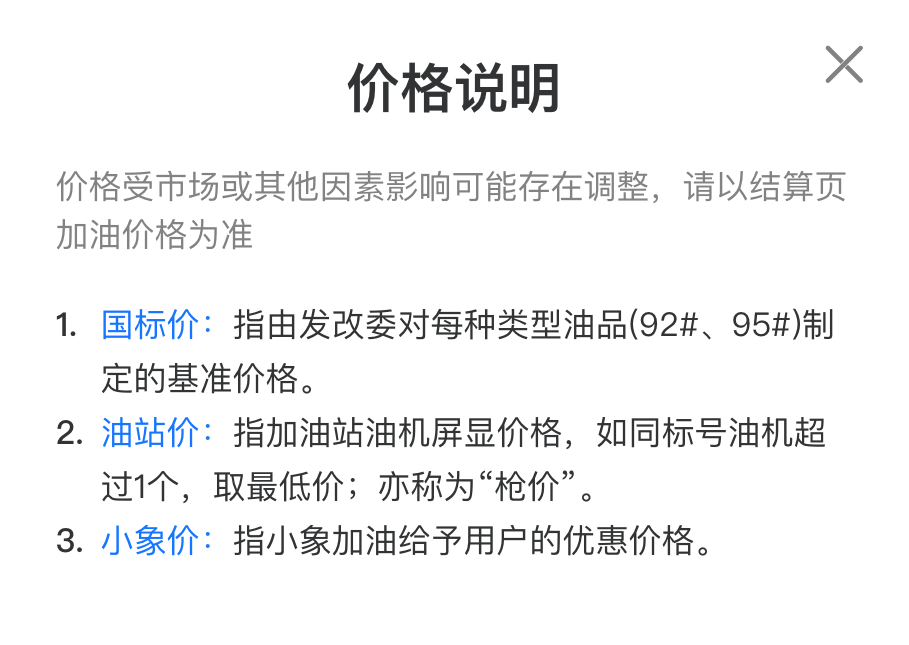 价格说明
价格受市场或其他因素影响可能存在调整，请以结算页
加油价格为准
1. 国标价：指由发改委对每种类型油品(92#、95#)制
定的基准价格。
2. 油站价：指加油站油机屏显价格，如同标号油机超
过1个，取最低价；亦称为“枪价”。
3. 小象价：指小象加油给予用户的优惠价格。